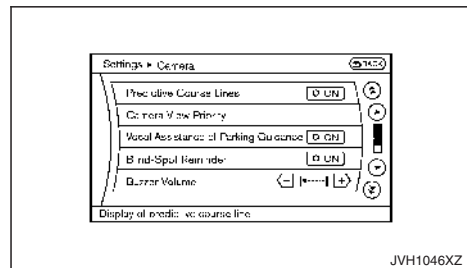 Settings ▸ Camera
BACK
Predictive Course Lines
ON
Camera View Priority
Vocal Assistance of Parking Guidance
ON
Blind-Spot Reminder
ON
Buzzer Volume
- +
Display of predictive course line
JVH1046XZ